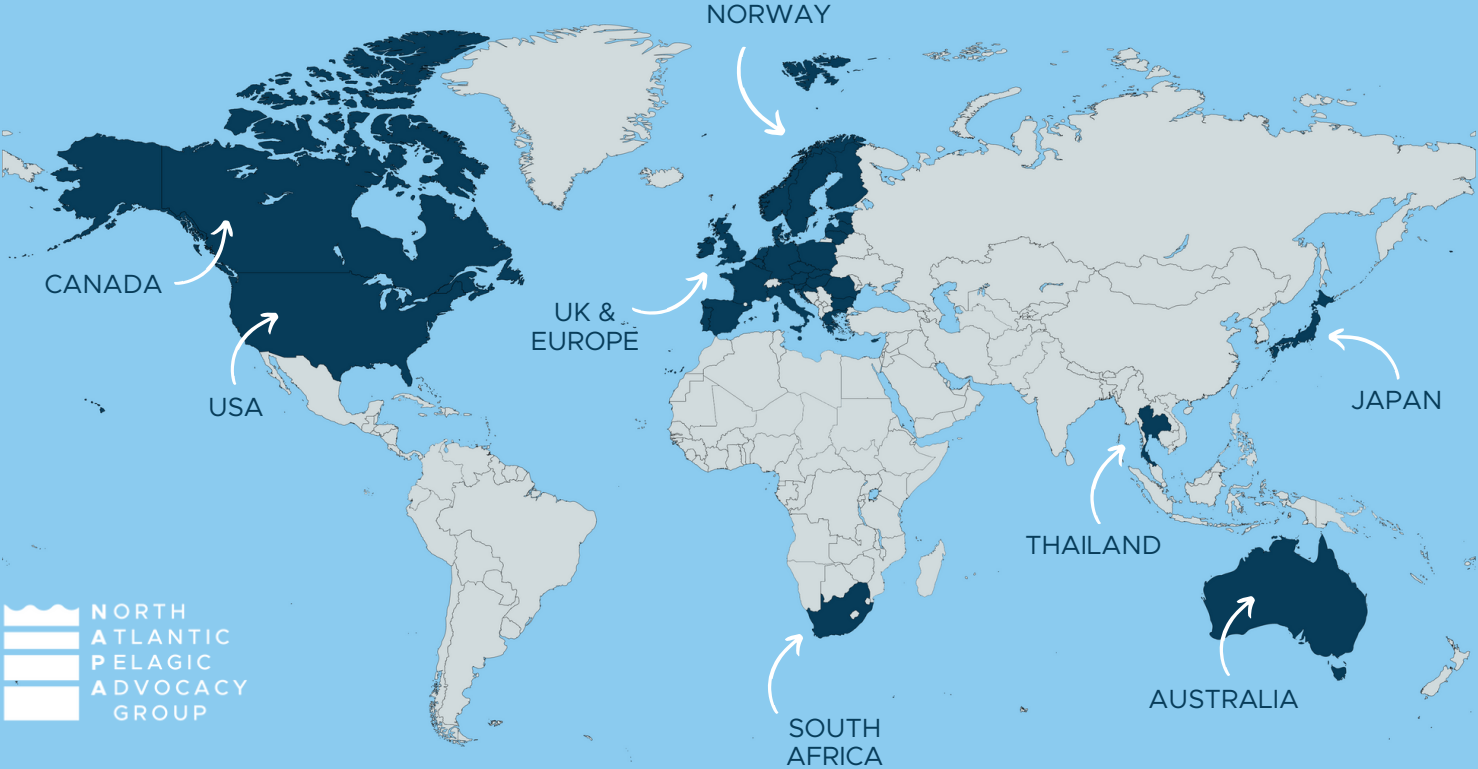 NORWAY
CANADA
UK &
EUROPE
USA
JAPAN
THAILAND
NORTH
ATLANTIC
PELAGIC
ADVOCACY
GROUP
AUSTRALIA
SOUTH
AFRICA